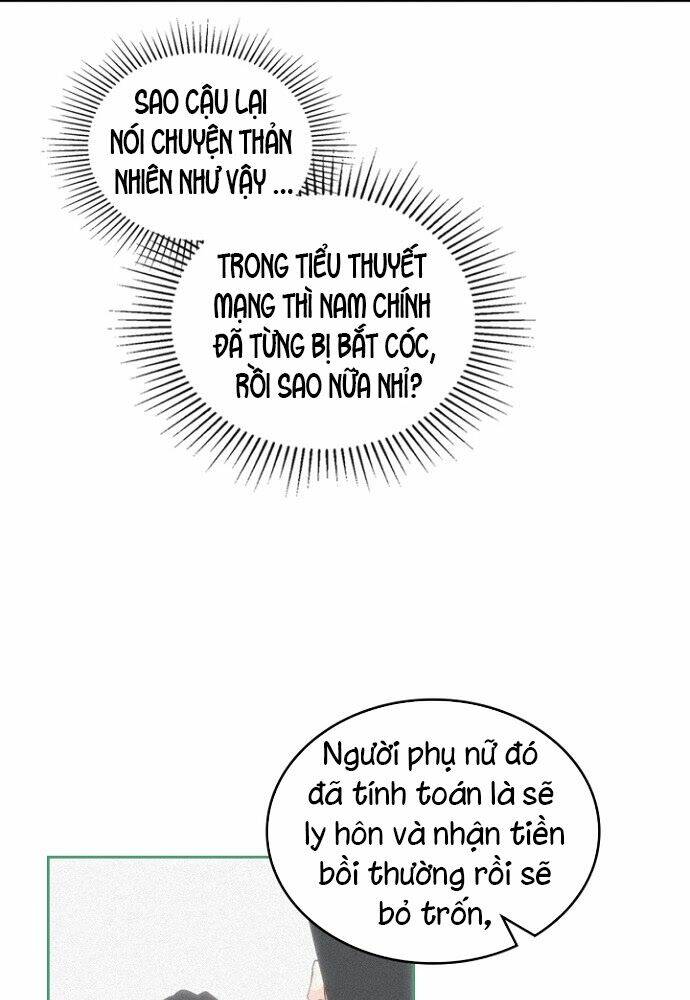 SAO CẬU LẠI
NÓI CHUYỆN THẢN
NHIÊN NHƯ VẬY ...
TRONG TIỂU THUYẾT
MẠNG THÌ NAM CHÍNH
ĐÃ TỪNG BỊ BẮT CÓC,
RỒI SAO NỮA NHỈ?
Người phụ nữ đó
đã tính toán là sẽ
ly hôn và nhận tiền
bồi thường rồi sẽ
bỏ trốn,